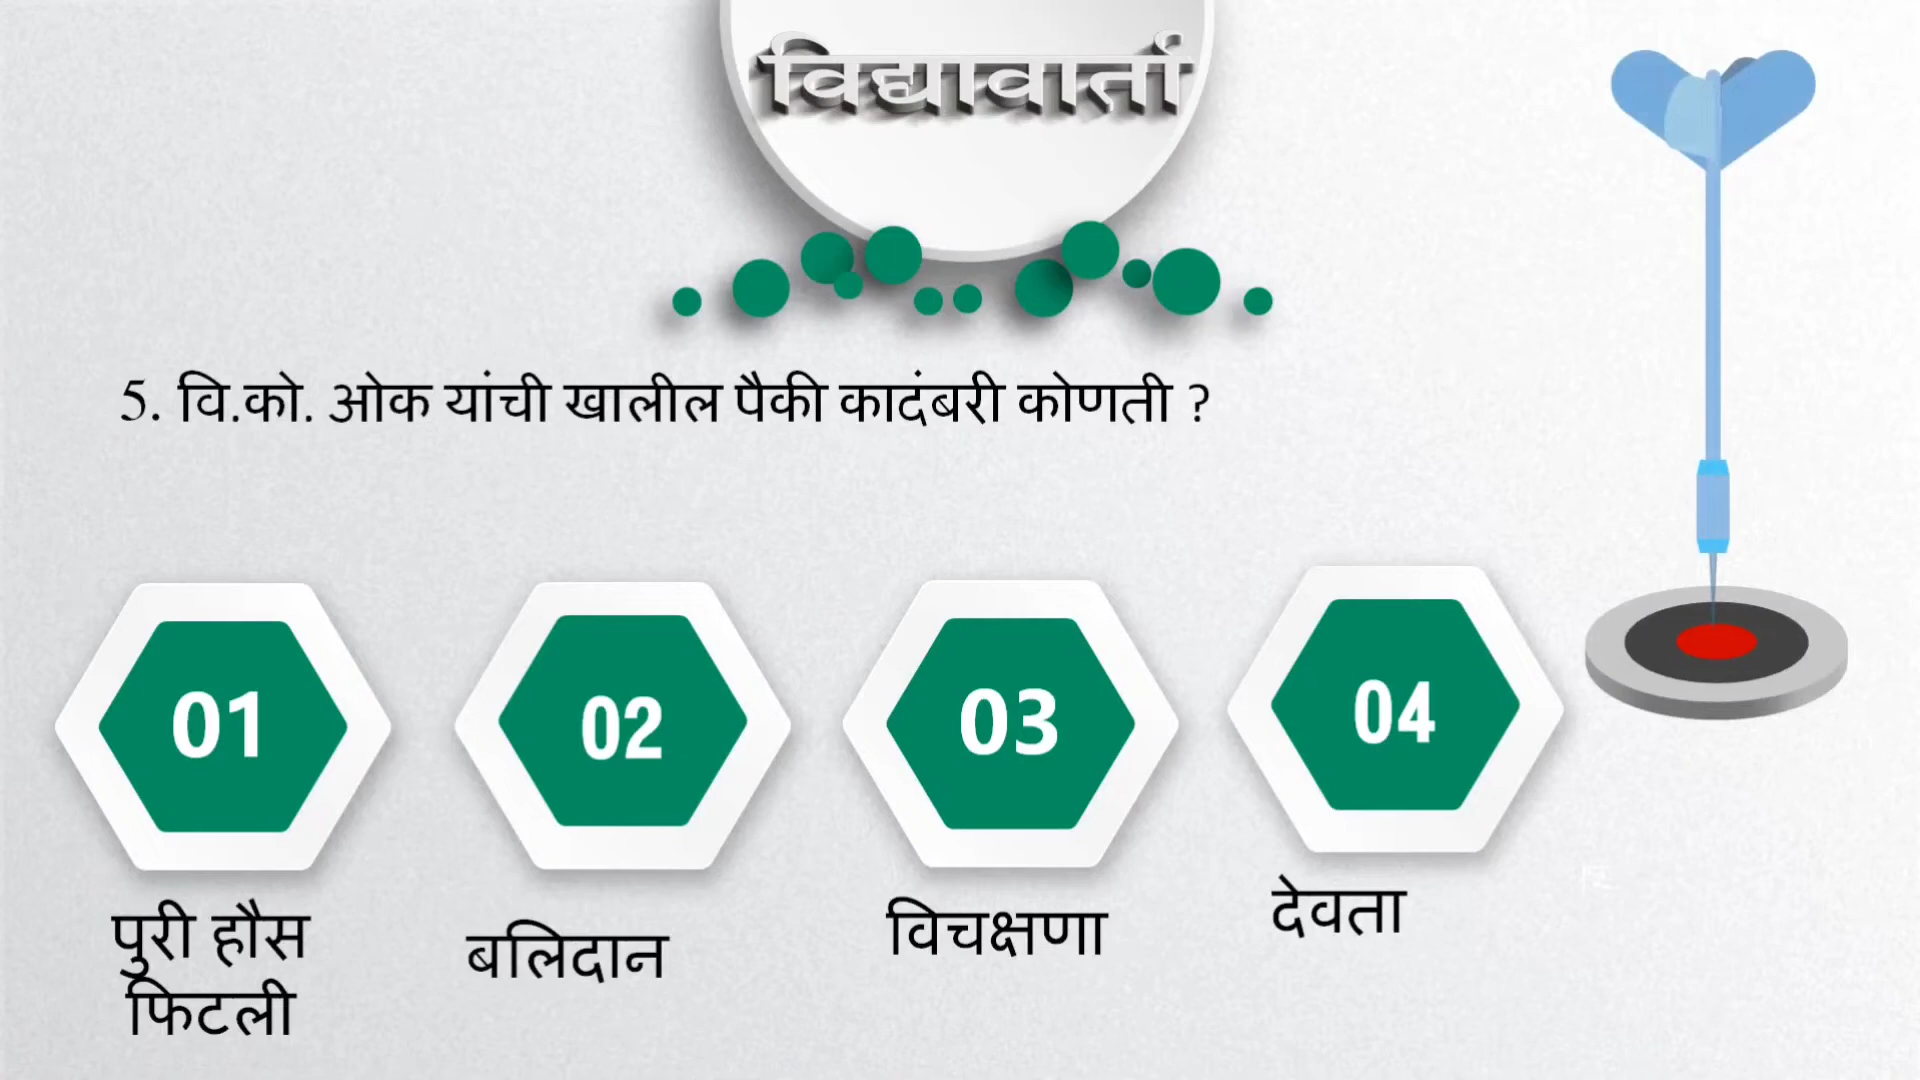 विद्यावार्ता
5. वि.को. ओक यांची खालील पैकी कादंबरी कोणती ?
01
02
03
04
पुरी हौस
फिटली
बलिदान
विचक्षणा
देवता